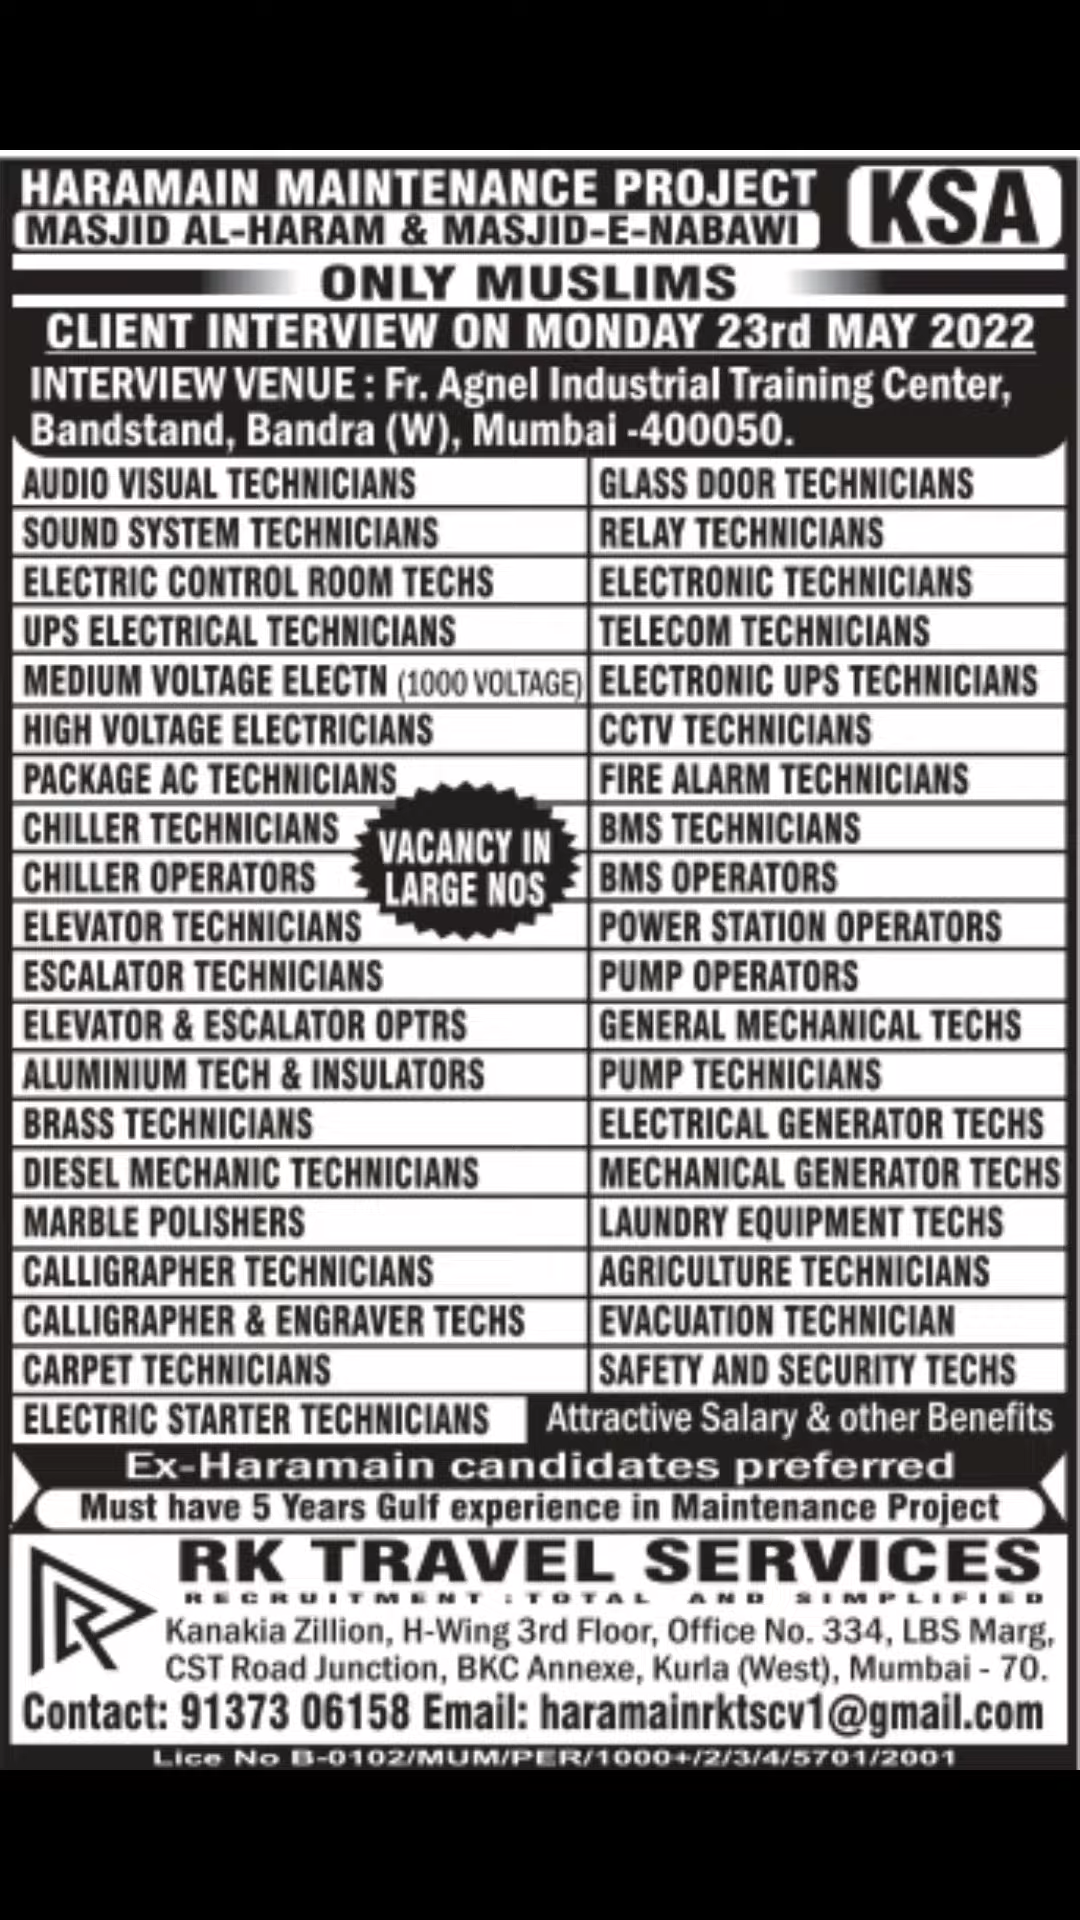 HARAMAIN MAINTENANCE PROJECT
MASJID AL-HARAM & MASJID-E-NABAWI
KSA
ONLY MUSLIMS
CLIENT INTERVIEW ON MONDAY 23rd MAY 2022
INTERVIEW VENUE : Fr. Agnel Industrial Training Center,
Bandstand, Bandra (W), Mumbai -400050.
AUDIO VISUAL TECHNICIANS
SOUND SYSTEM TECHNICIANS
ELECTRIC CONTROL ROOM TECHS
UPS ELECTRICAL TECHNICIANS
MEDIUM VOLTAGE ELECTN (1000 VOLTAGE)
HIGH VOLTAGE ELECTRICIANS
PACKAGE AC TECHNICIANS
CHILLER TECHNICIANS
CHILLER OPERATORS
ELEVATOR TECHNICIANS
ESCALATOR TECHNICIANS
ELEVATOR & ESCALATOR OPTRS
ALUMINIUM TECH & INSULATORS
BRASS TECHNICIANS
DIESEL MECHANIC TECHNICIANS
MARBLE POLISHERS
CALLIGRAPHER TECHNICIANS
CALLIGRAPHER & ENGRAVER TECHS
CARPET TECHNICIANS
ELECTRIC STARTER TECHNICIANS
VACANCY IN
LARGE NOS
GLASS DOOR TECHNICIANS
RELAY TECHNICIANS
ELECTRONIC TECHNICIANS
TELECOM TECHNICIANS
ELECTRONIC UPS TECHNICIANS
CCTV TECHNICIANS
FIRE ALARM TECHNICIANS
BMS TECHNICIANS
BMS OPERATORS
POWER STATION OPERATORS
PUMP OPERATORS
GENERAL MECHANICAL TECHS
PUMP TECHNICIANS
ELECTRICAL GENERATOR TECHS
MECHANICAL GENERATOR TECHS
LAUNDRY EQUIPMENT TECHS
AGRICULTURE TECHNICIANS
EVACUATION TECHNICIAN
SAFETY AND SECURITY TECHS
Attractive Salary & other Benefits
Ex-Haramain candidates preferred
Must have 5 Years Gulf experience in Maintenance Project
RK TRAVEL SERVICES
RECRUITMENT : TOTAL AND SIMPLIFIED
Kanakia Zillion, H-Wing 3rd Floor, Office No. 334, LBS Marg,
CST Road Junction, BKC Annexe, Kurla (West), Mumbai - 70.
Contact: 91373 06158 Email: haramainrktscv1@gmail.com
Lice No B-0102/MUM/PER/1000+/2/3/4/5701/2001